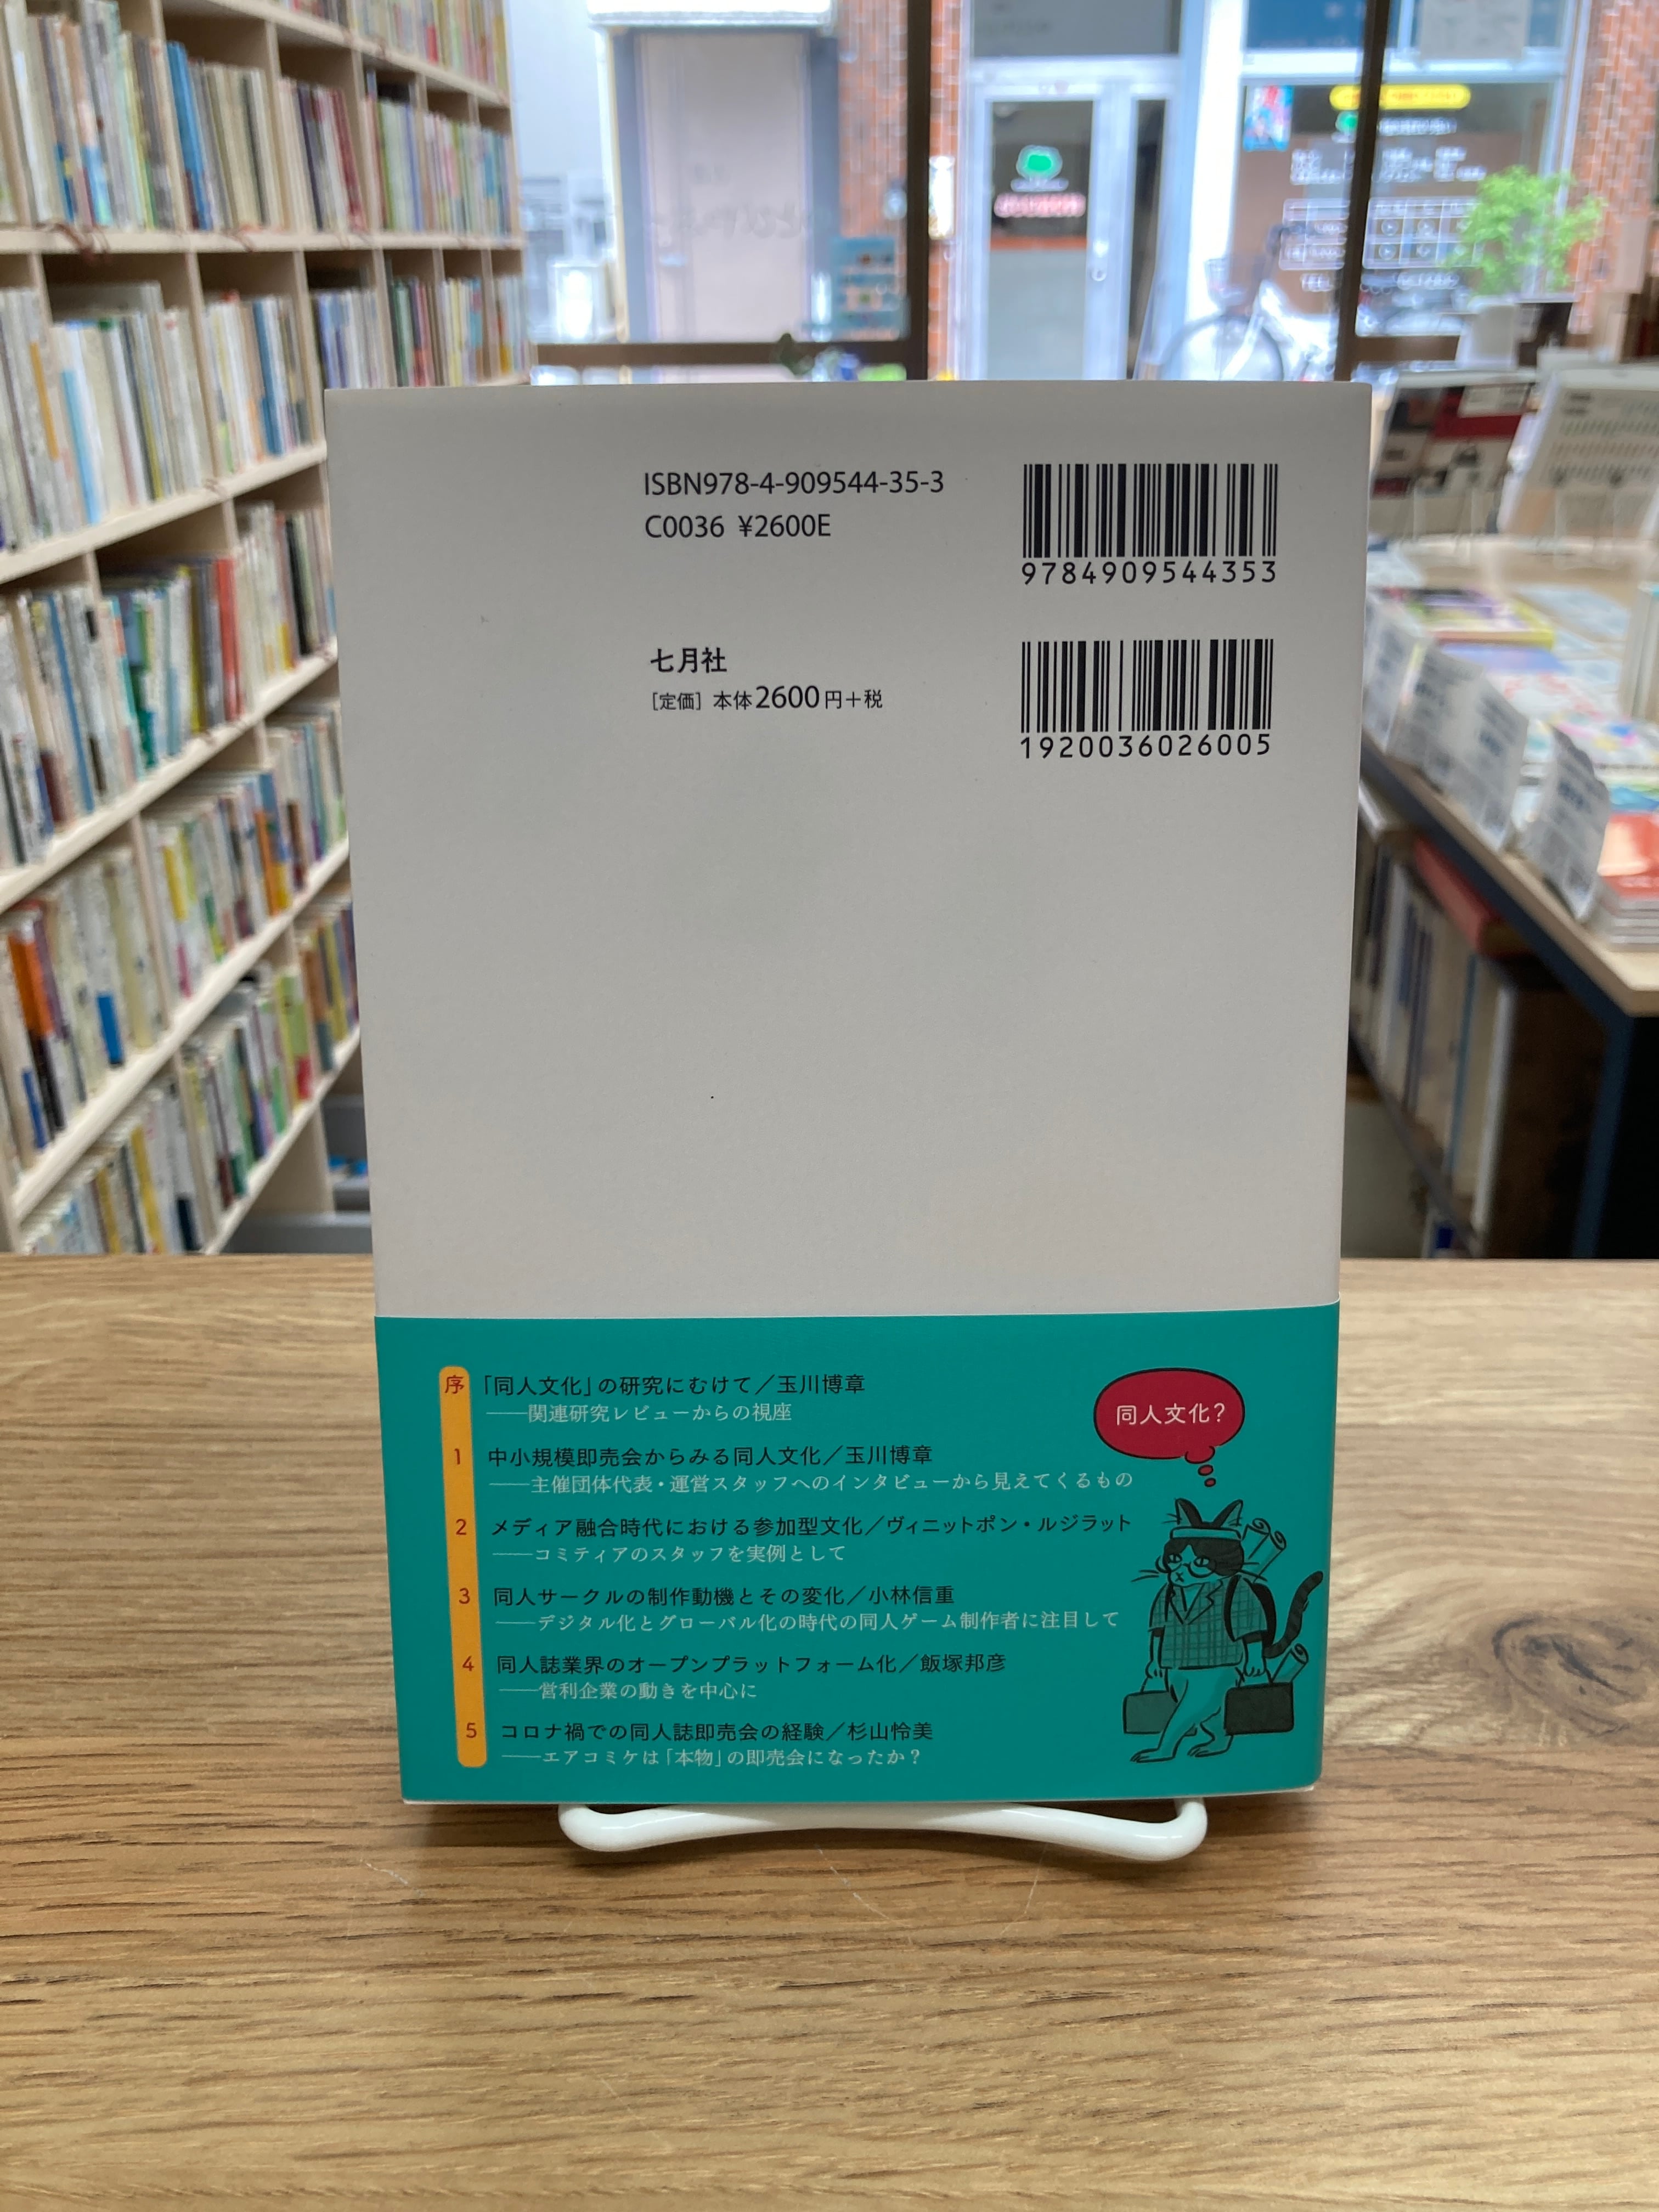 ISBN978-4-909544-35-3
C0036 ¥2600E
9784909544353
七月社
[定価] 本体2600円+税
1920036026005
序 「同人文化」の研究にむけて/玉川博章
――関連研究レビューからの視座
1 中小規模即売会からみる同人文化/玉川博章
――主催団体代表・運営スタッフへのインタビューから見えてくるもの
2 メディア融合時代における参加型文化/ヴィニットポン・ルジラット
――コミティアのスタッフを実例として
3 同人サークルの制作動機とその変化/小林信重
――デジタル化とグローバル化の時代の同人ゲーム制作者に注目して
4 同人誌業界のオープンプラットフォーム化/飯塚邦彦
――営利企業の動きを中心に
5 コロナ禍での同人誌即売会の経験/杉山怜美
――エアコミケは「本物」の即売会になったか?
同人文化?